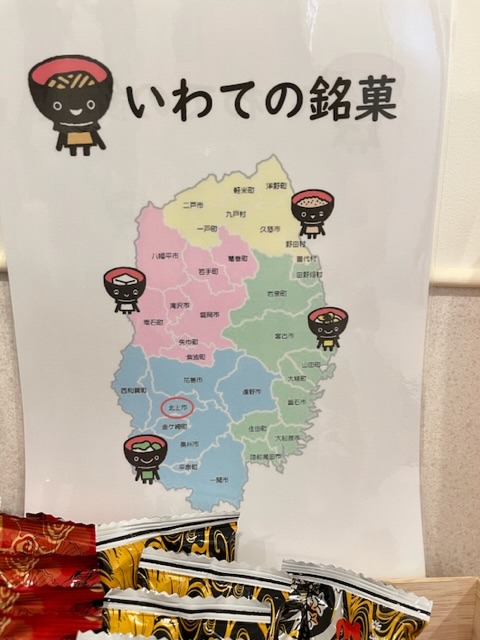 いわての銘菓
軽米町
洋野町
二戸市
九戸村
一戸町
久慈市
野田村
八幡平市
葛巻町
普代村
岩手町
田野畑村
岩泉町
滝沢市
盛岡市
雫石町
宮古市
矢巾町
紫波町
山田町
花巻市
大槌町
西和賀町
遠野市
釜石市
北上市
金ケ崎町
住田町
大船渡市
奥州市
陸前高田市
平泉町
一関市